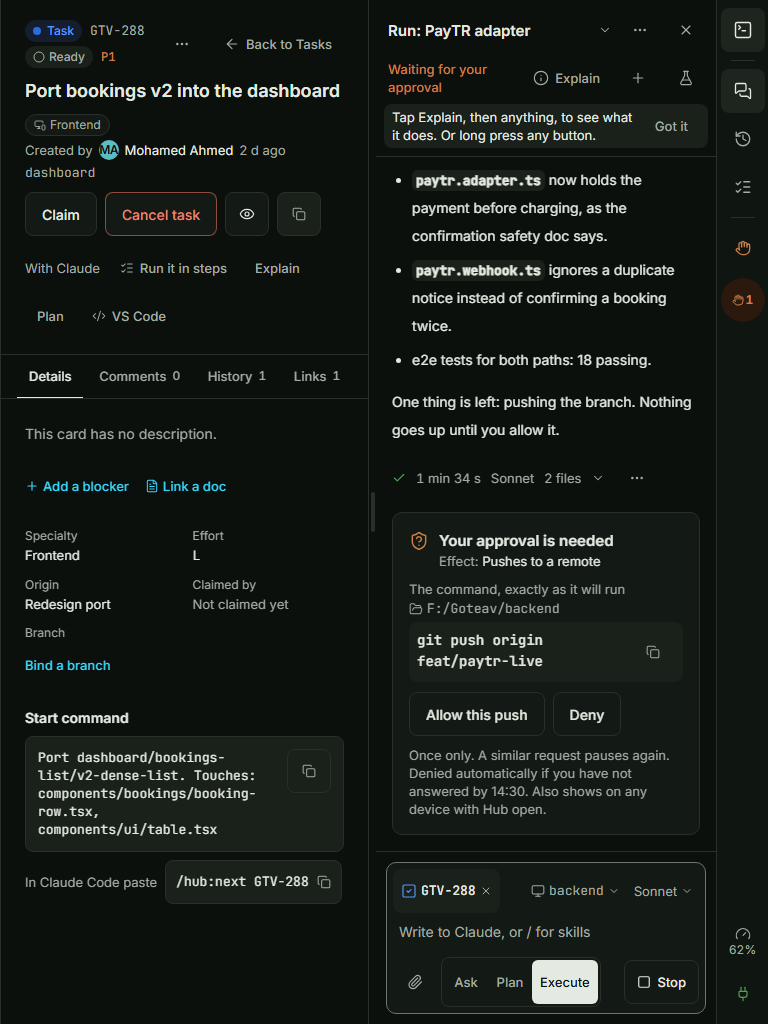 Task GTV-288
Ready P1
Back to Tasks
Port bookings v2 into the dashboard
Frontend
Created by MA Mohamed Ahmed 2 d ago
dashboard
Claim Cancel task
With Claude Run it in steps Explain
Plan VS Code
Details Comments 0 History 1 Links 1
This card has no description.
Add a blocker Link a doc
Specialty Effort
Frontend L
Origin Claimed by
Redesign port Not claimed yet
Branch
Bind a branch
Start command
Port dashboard/bookings-
list/v2-dense-list. Touches:
components/bookings/booking-
row.tsx,
components/ui/table.tsx
In Claude Code paste /hub:next GTV-288
Run: PayTR adapter
Waiting for your
approval
Explain
Tap Explain, then anything, to see what
it does. Or long press any button.
Got it
paytr.adapter.ts now holds the
payment before charging, as the
confirmation safety doc says.
paytr.webhook.ts ignores a duplicate
notice instead of confirming a booking
twice.
e2e tests for both paths: 18 passing.
One thing is left: pushing the branch. Nothing
goes up until you allow it.
1 min 34 s Sonnet 2 files
Your approval is needed
Effect: Pushes to a remote
The command, exactly as it will run
F:/Goteav/backend
git push origin
feat/paytr-live
Allow this push Deny
Once only. A similar request pauses again.
Denied automatically if you have not
answered by 14:30. Also shows on any
device with Hub open.
GTV-288 backend Sonnet
Write to Claude, or / for skills
Ask Plan Execute Stop
1
62%